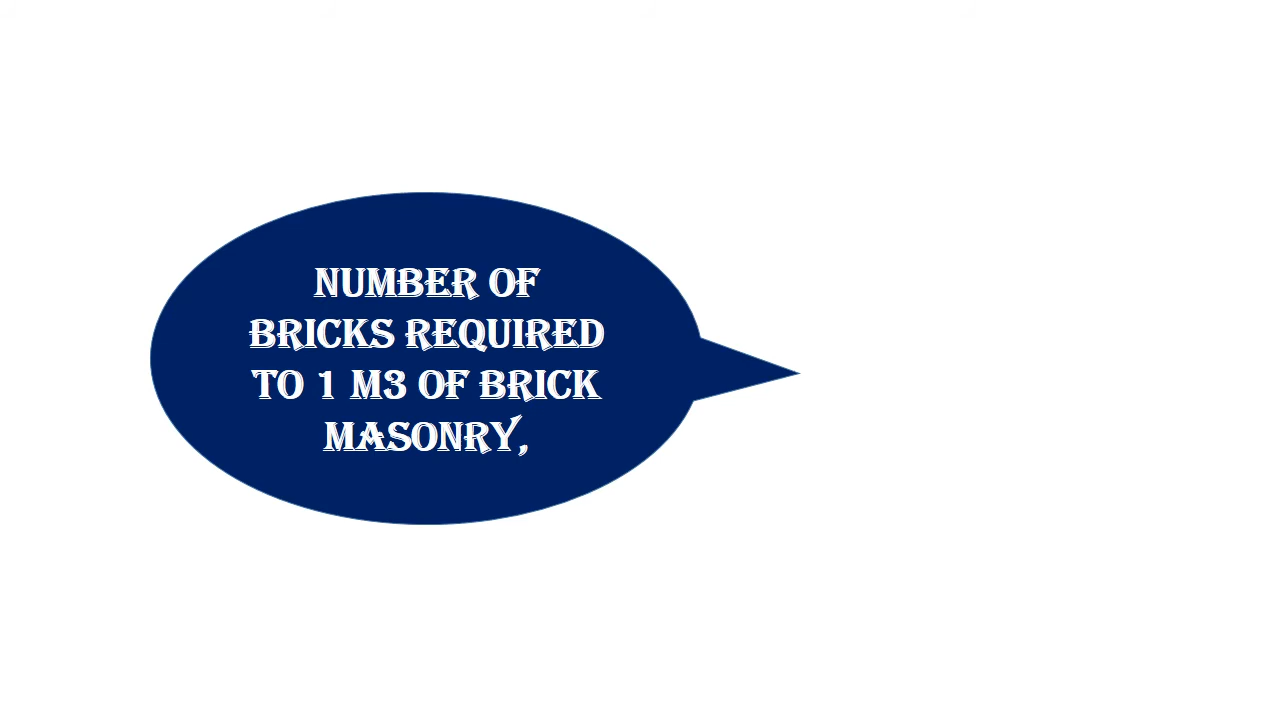 NUMBER OF
BRICKS REQUIRED
TO 1 M3 OF BRICK
MASONRY,